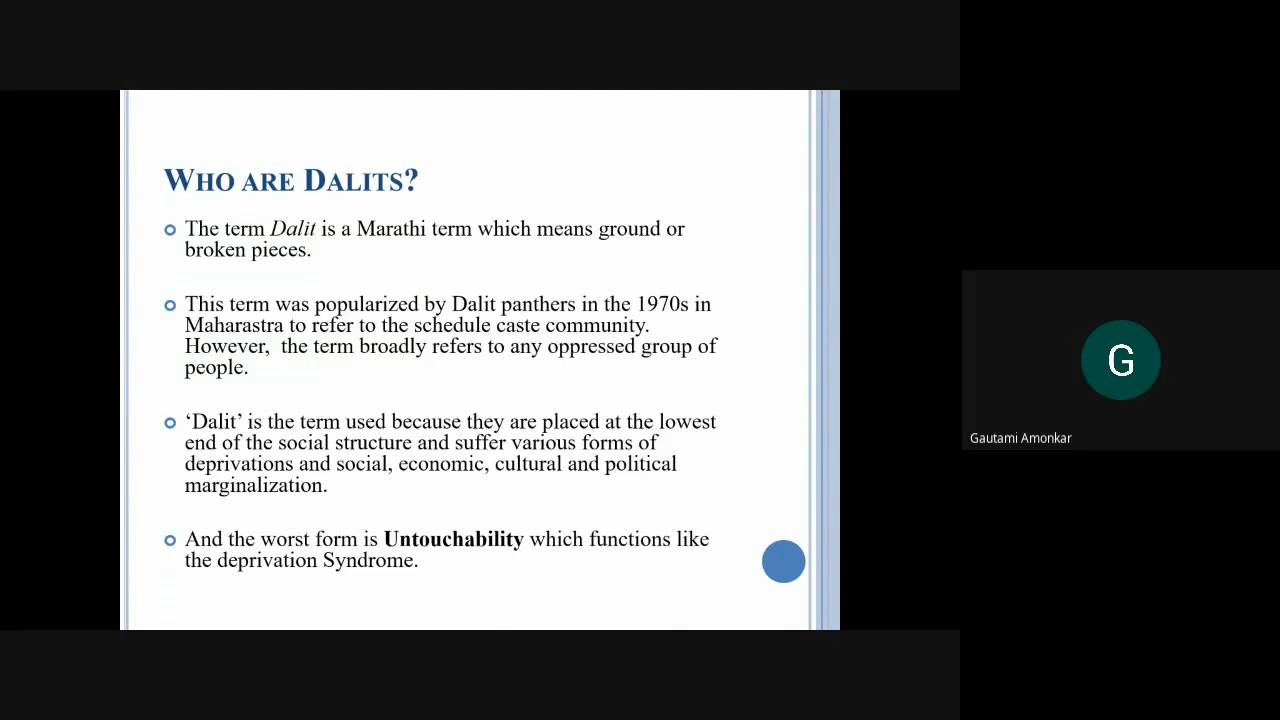 WHO ARE DALITS?
The term Dalit is a Marathi term which means ground or
broken pieces.
This term was popularized by Dalit panthers in the 1970s in
Maharastra to refer to the schedule caste community.
However,  the term broadly refers to any oppressed group of
people.
‘Dalit’ is the term used because they are placed at the lowest
end of the social structure and suffer various forms of
deprivations and social, economic, cultural and political
marginalization.
And the worst form is Untouchability which functions like
the deprivation Syndrome.
G
Gautami Amonkar